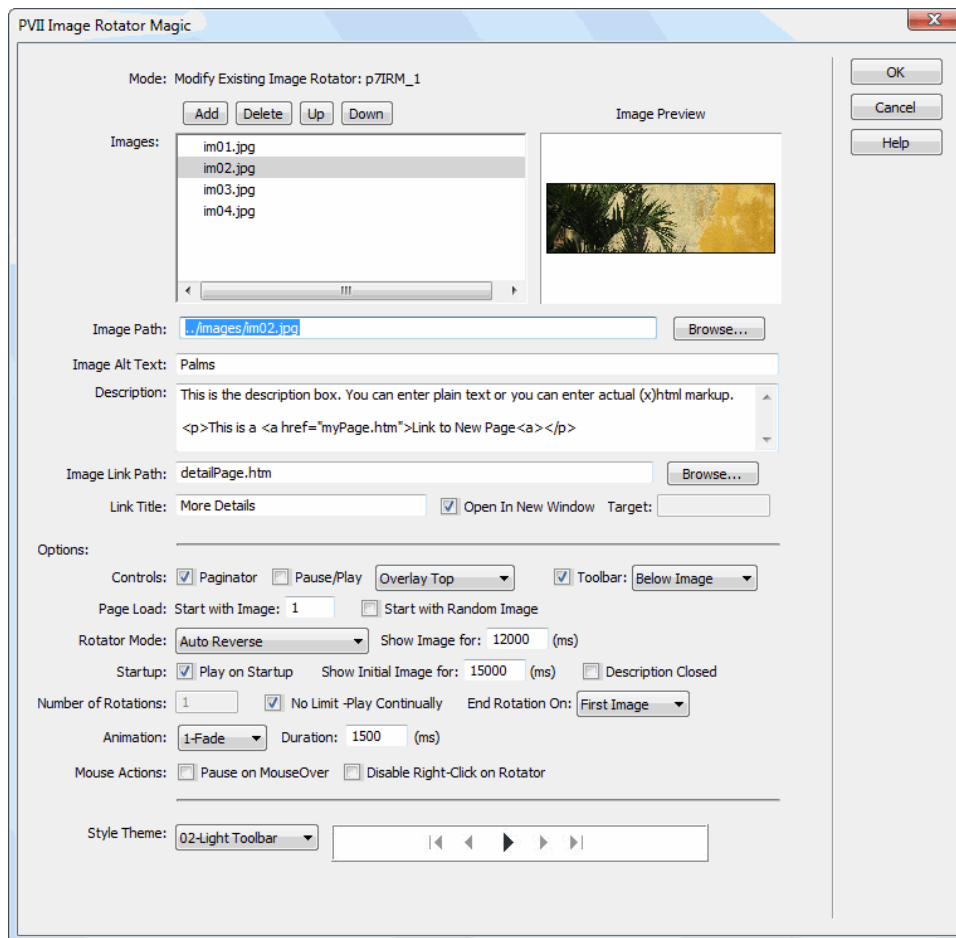 PVII Image Rotator Magic
Mode: Modify Existing Image Rotator: p7IRM_1
OK
Add Delete Up Down Image Preview
Cancel
Images:
Help
im01.jpg
im02.jpg
im03.jpg
im04.jpg
Image Path: ../images/im02.jpg Browse...
Image Alt Text: Palms
Description: This is the description box. You can enter plain text or you can enter actual (x)html markup.
<p>This is a <a href="myPage.htm">Link to New Page<a></p>
Image Link Path: detailPage.htm Browse...
Link Title: More Details Open In New Window Target:
Options:
Controls: Paginator Pause/Play Overlay Top Toolbar: Below Image
Page Load: Start with Image: 1 Start with Random Image
Rotator Mode: Auto Reverse Show Image for: 12000 (ms)
Startup: Play on Startup Show Initial Image for: 15000 (ms) Description Closed
Number of Rotations: 1 No Limit -Play Continually End Rotation On: First Image
Animation: 1-Fade Duration: 1500 (ms)
Mouse Actions: Pause on MouseOver Disable Right-Click on Rotator
Style Theme: 02-Light Toolbar